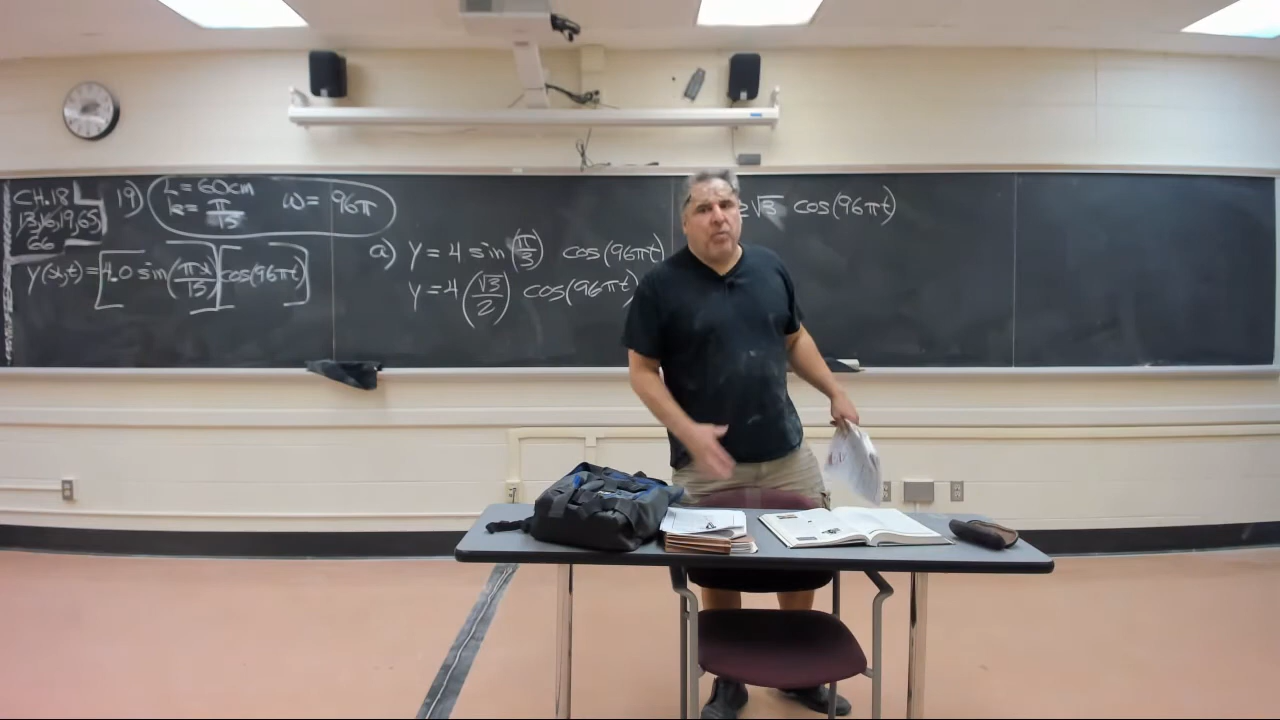 CH.18
13,16,19,65,
66
19) L = 60cm
k = π/15
ω = 96π
y(x,t) = [4.0 sin(πx/15)][cos(96πt)]
a) y = 4 sin(π/3) cos(96πt)
y = 4(√3/2) cos(96πt)
2√3 cos(96πt)